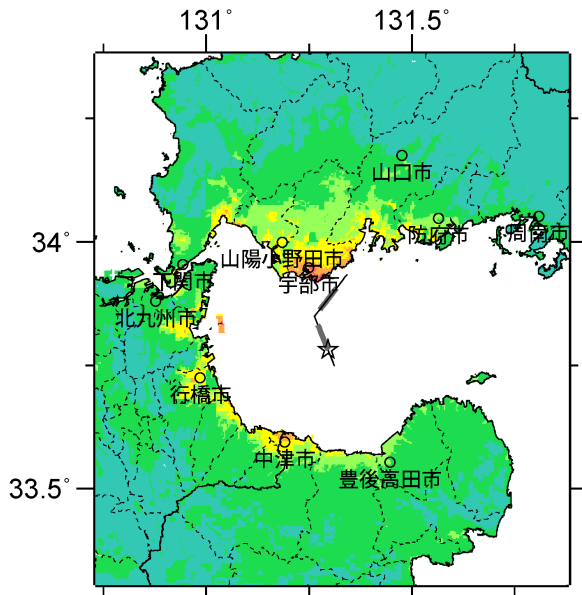 131° 131.5°
山口市
34°
防府市 周南市
山陽小野田市
下関市 宇部市
北九州市
行橋市
中津市
豊後高田市
33.5°